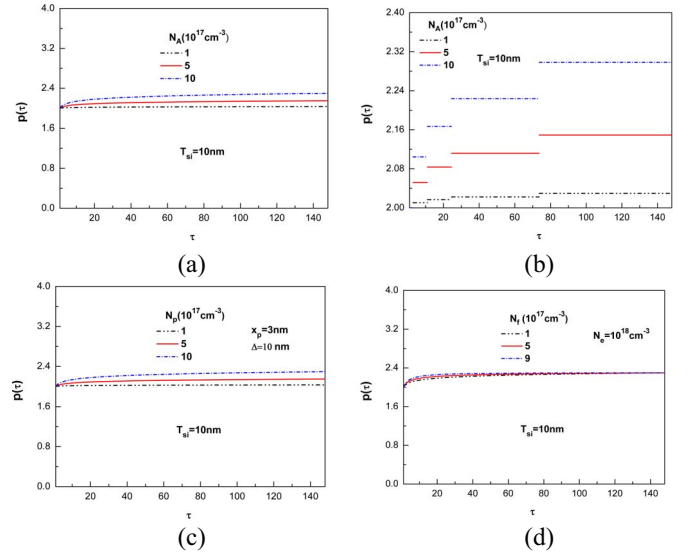 4.0
3.2
2.4
1.6
0.8
0.0
p(τ)
N_A(10^17cm^-3)
1
5
10
T_si=10nm
20 40 60 80 100 120 140
τ
(a)
2.40
2.32
2.24
2.16
2.08
2.00
p(τ)
N_A(10^17cm^-3)
1
5
10
T_si=10nm
20 40 60 80 100 120 140
τ
(b)
4.0
3.2
2.4
1.6
0.8
0.0
p(τ)
N_p(10^17cm^-3)
1
5
10
x_p=3nm
Δ=10 nm
T_si=10nm
20 40 60 80 100 120 140
τ
(c)
4.0
3.2
2.4
1.6
0.8
0.0
p(τ)
N_f(10^17cm^-3)
1
5
9
N_e=10^18cm^-3
T_si=10nm
20 40 60 80 100 120 140
τ
(d)